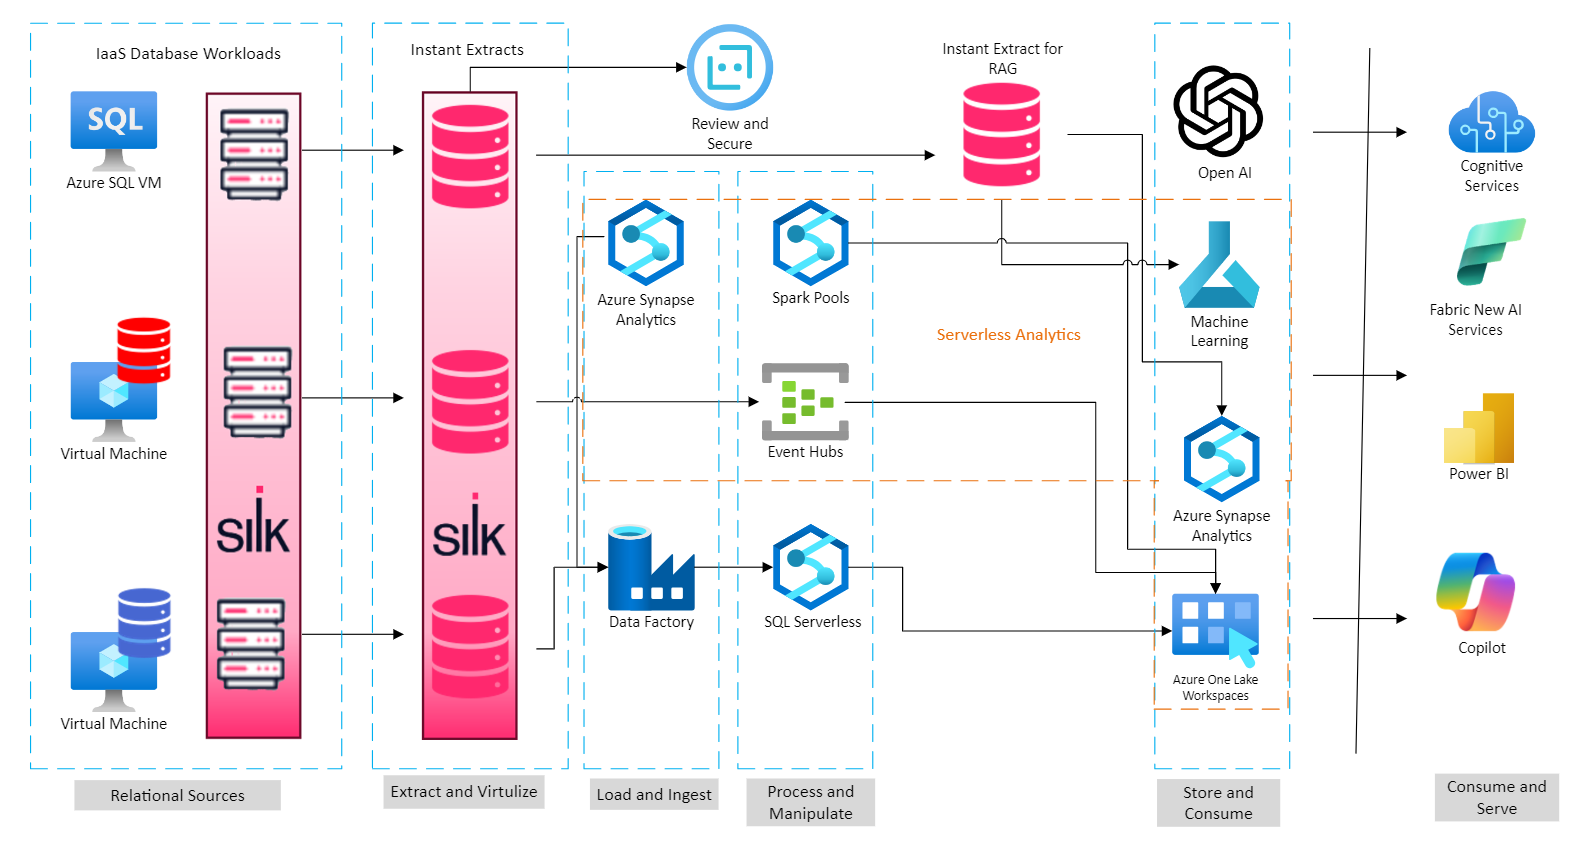 IaaS Database Workloads
SQL
Azure SQL VM
Virtual Machine
silk
Virtual Machine
Relational Sources
Instant Extracts
silk
Extract and Virtulize
Review and
Secure
Azure Synapse
Analytics
Data Factory
Load and Ingest
Spark Pools
Event Hubs
SQL Serverless
Process and
Manipulate
Instant Extract for
RAG
Serverless Analytics
Open AI
Machine
Learning
Azure Synapse
Analytics
Azure One Lake
Workspaces
Store and
Consume
Cognitive
Services
Fabric New AI
Services
Power BI
Copilot
Consume and
Serve